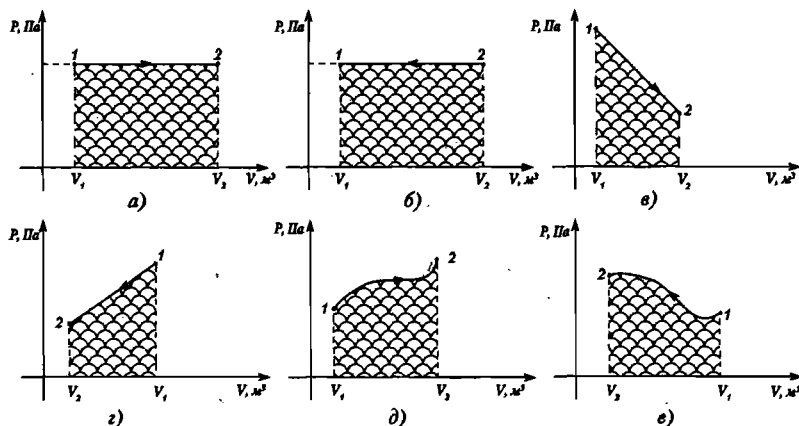 P, Па
1
2
V₁
V₂
V, м³
а)
P, Па
1
2
V₁
V₂
V, м³
б)
P, Па
1
2
V₁
V₂
V, м³
в)
P, Па
1
2
V₂
V₁
V, м³
г)
P, Па
1
2
V₁
V₂
V, м³
д)
P, Па
2
1
V₂
V₁
V, м³
е)